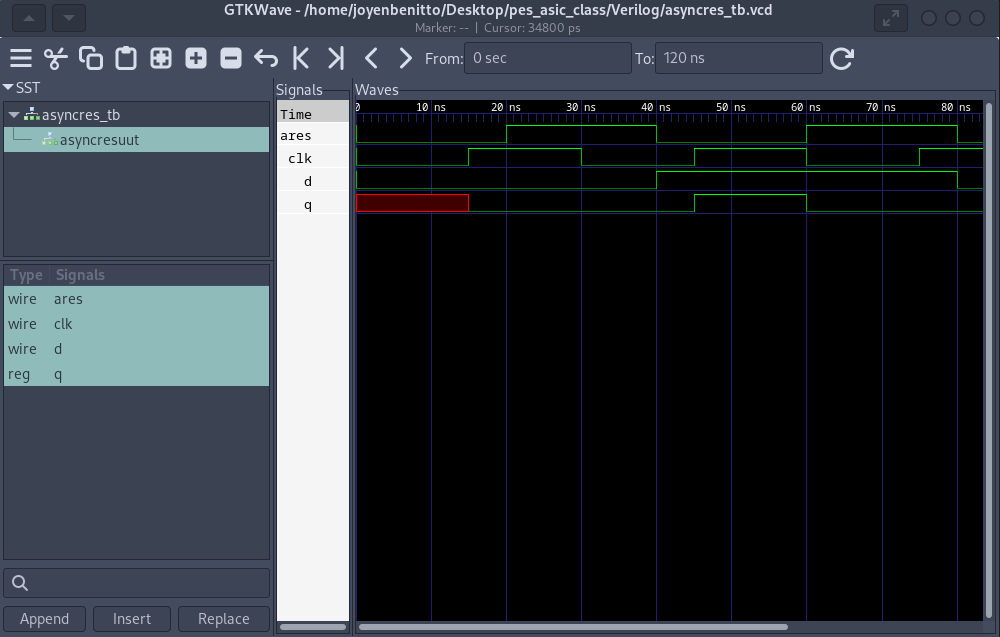 GTKWave - /home/joyenbenitto/Desktop/pes_asic_class/Verilog/asyncres_tb.vcd
Marker: -- | Cursor: 34800 ps
From: 0 sec To: 120 ns
SST
asyncres_tb
asyncresuut
Type Signals
wire ares
wire clk
wire d
reg q
Append Insert Replace
Signals
Time
ares
clk
d
q
Waves
0 10 ns 20 ns 30 ns 40 ns 50 ns 60 ns 70 ns 80 ns